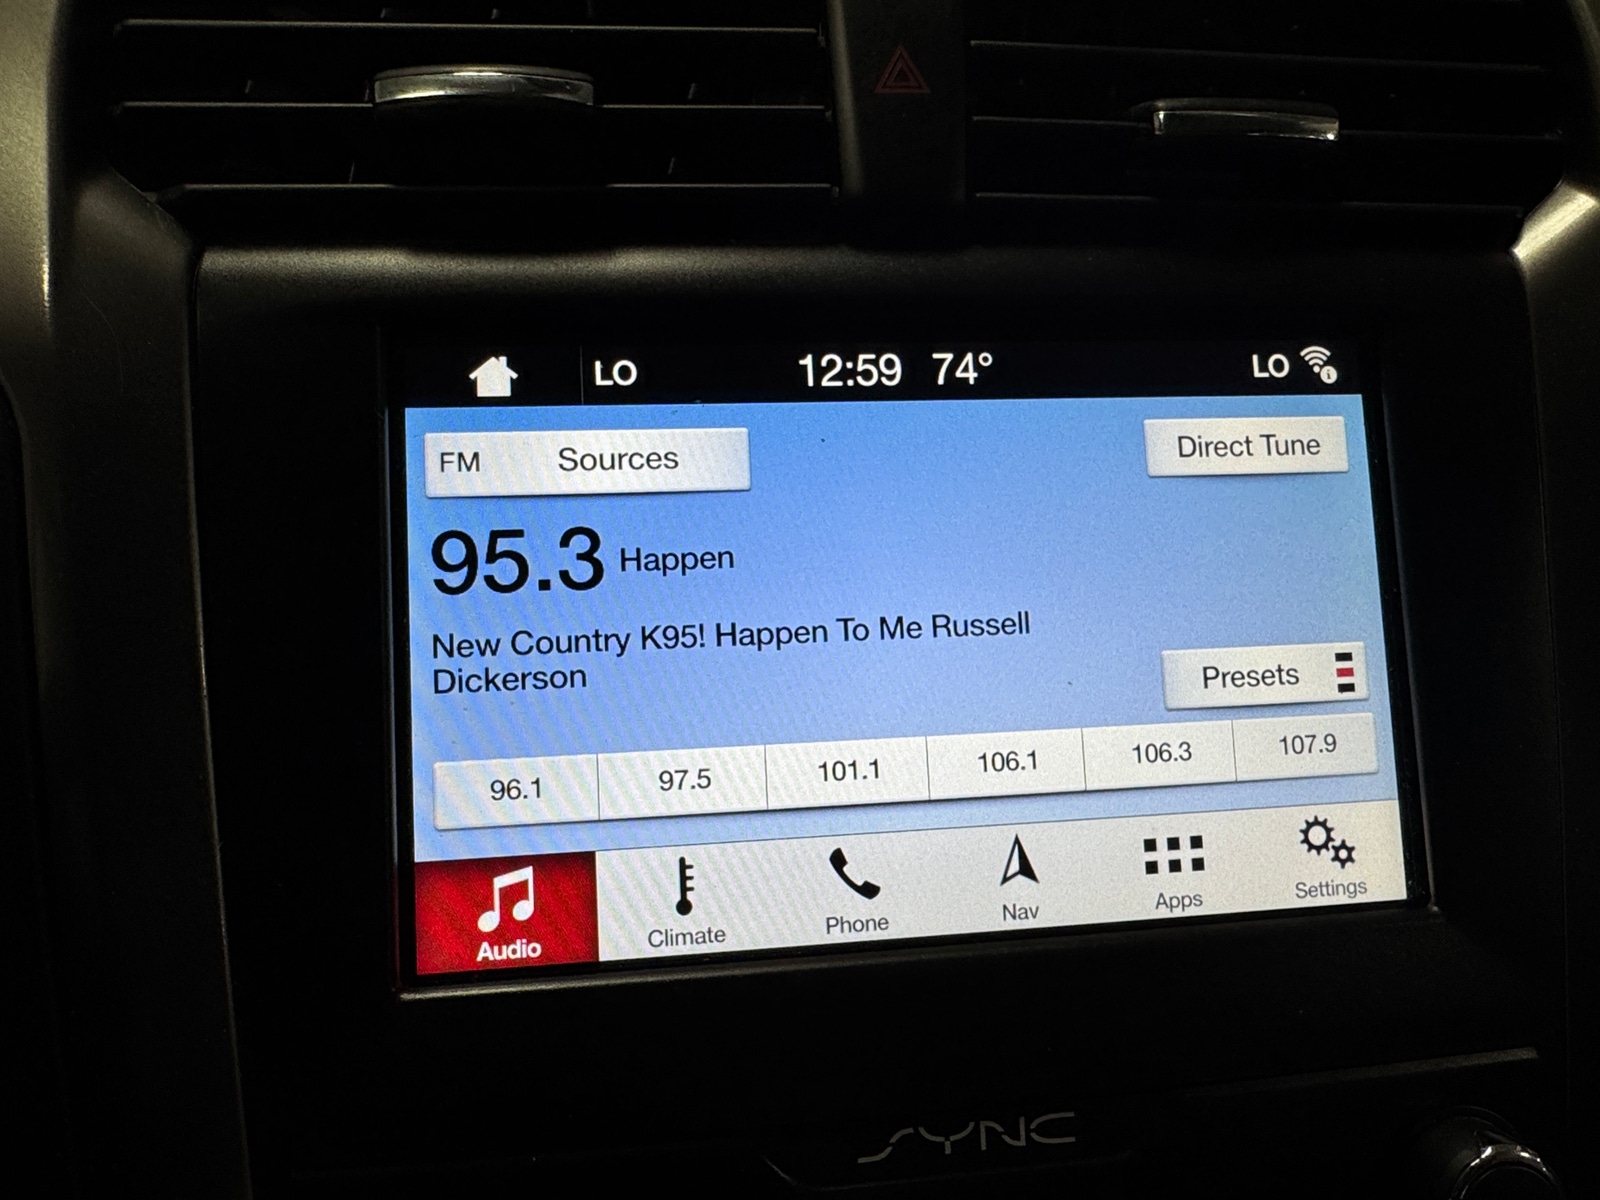 LO 12:59 74° LO
FM Sources Direct Tune
95.3 Happen
New Country K95! Happen To Me Russell
Dickerson
Presets
96.1 97.5 101.1 106.1 106.3 107.9
Audio Climate Phone Nav Apps Settings
SYNC